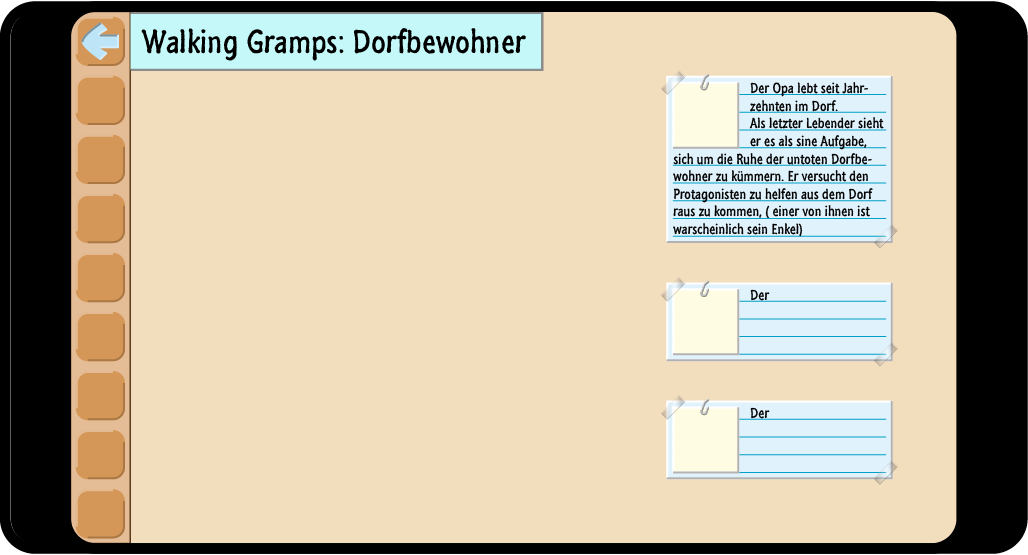 Walking Gramps: Dorfbewohner
Der Opa lebt seit Jahr-
zehnten im Dorf.
Als letzter Lebender sieht
er es als sine Aufgabe,
sich um die Ruhe der untoten Dorfbe-
wohner zu kümmern. Er versucht den
Protagonisten zu helfen aus dem Dorf
raus zu kommen, ( einer von ihnen ist
warscheinlich sein Enkel)
Der
Der